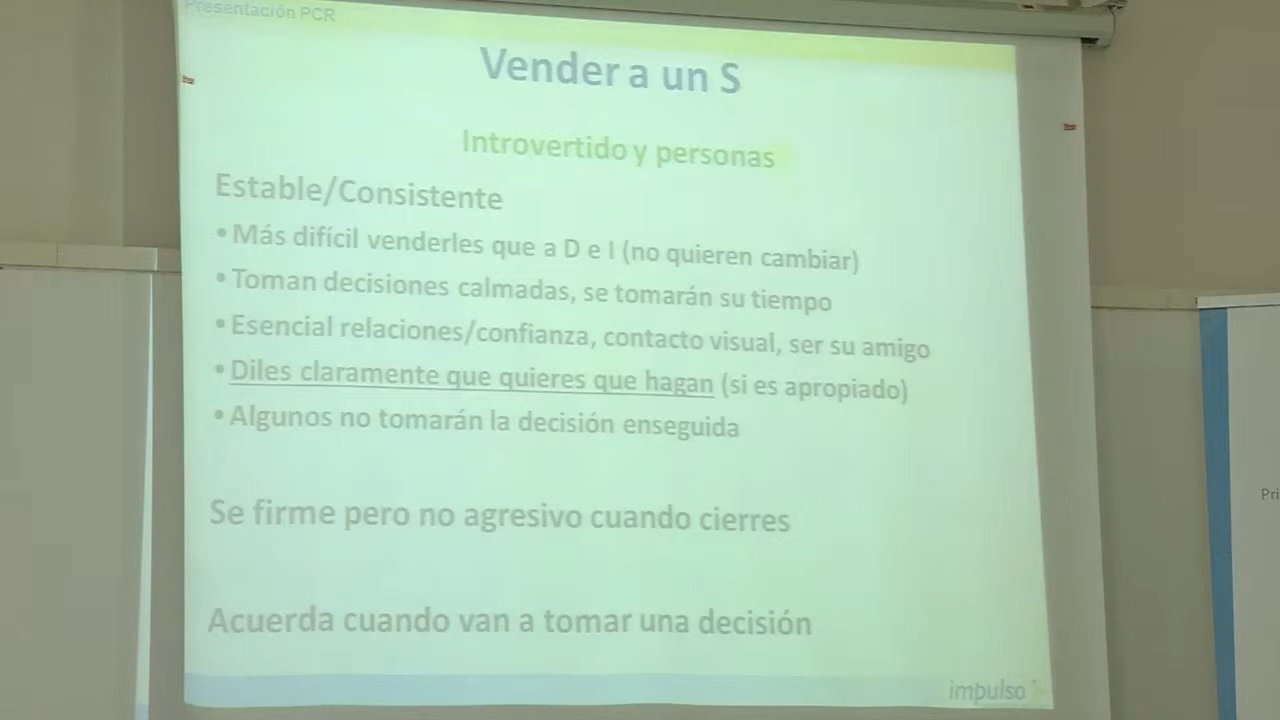 Presentación PCR
Vender a un S
Introvertido y personas
Estable/Consistente
• Más difícil venderles que a D e I (no quieren cambiar)
• Toman decisiones calmadas, se tomarán su tiempo
• Esencial relaciones/confianza, contacto visual, ser su amigo
• Diles claramente que quieres que hagan (si es apropiado)
• Algunos no tomarán la decisión enseguida
Se firme pero no agresivo cuando cierres
Acuerda cuando van a tomar una decisión
impulso
Pri